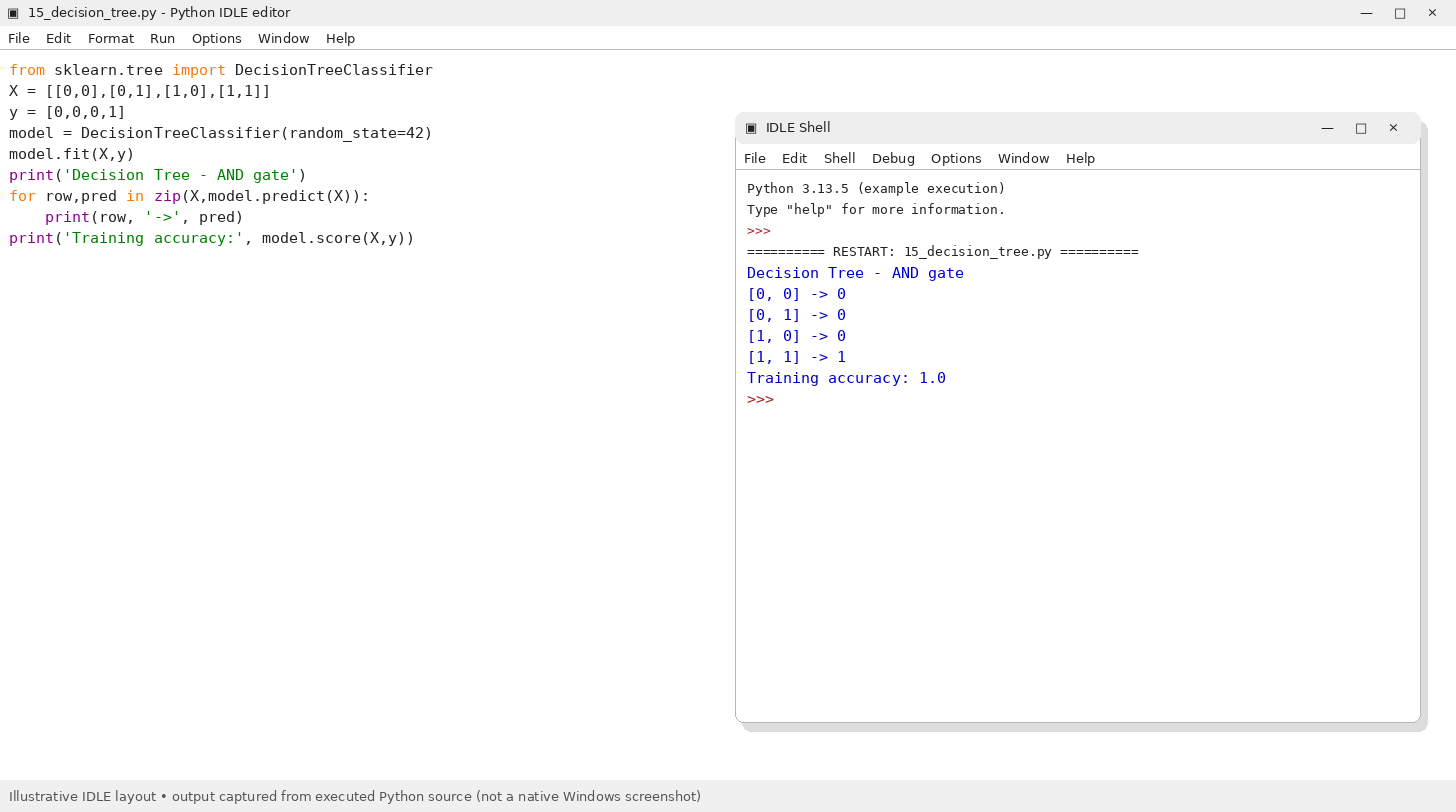 15_decision_tree.py - Python IDLE editor
File Edit Format Run Options Window Help
from sklearn.tree import DecisionTreeClassifier
X = [[0,0],[0,1],[1,0],[1,1]]
y = [0,0,0,1]
model = DecisionTreeClassifier(random_state=42)
model.fit(X,y)
print('Decision Tree - AND gate')
for row,pred in zip(X,model.predict(X)):
    print(row, '->', pred)
print('Training accuracy:', model.score(X,y))
IDLE Shell
File Edit Shell Debug Options Window Help
Python 3.13.5 (example execution)
Type "help" for more information.
>>>
========== RESTART: 15_decision_tree.py ==========
Decision Tree - AND gate
[0, 0] -> 0
[0, 1] -> 0
[1, 0] -> 0
[1, 1] -> 1
Training accuracy: 1.0
>>>
Illustrative IDLE layout • output captured from executed Python source (not a native Windows screenshot)